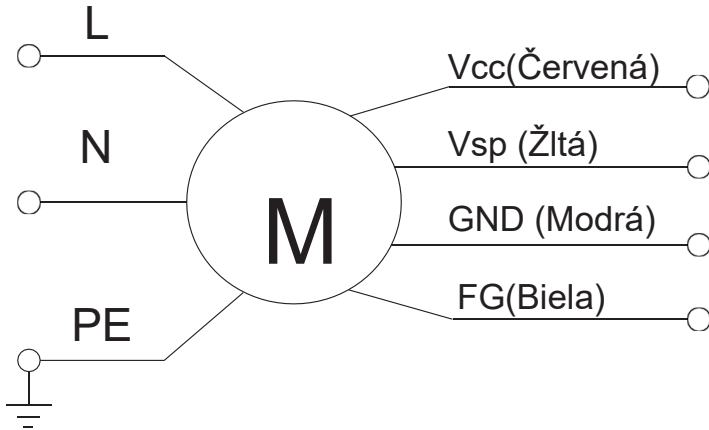 L
N
PE
M
Vcc(Červená)
Vsp (Žltá)
GND (Modrá)
FG(Biela)